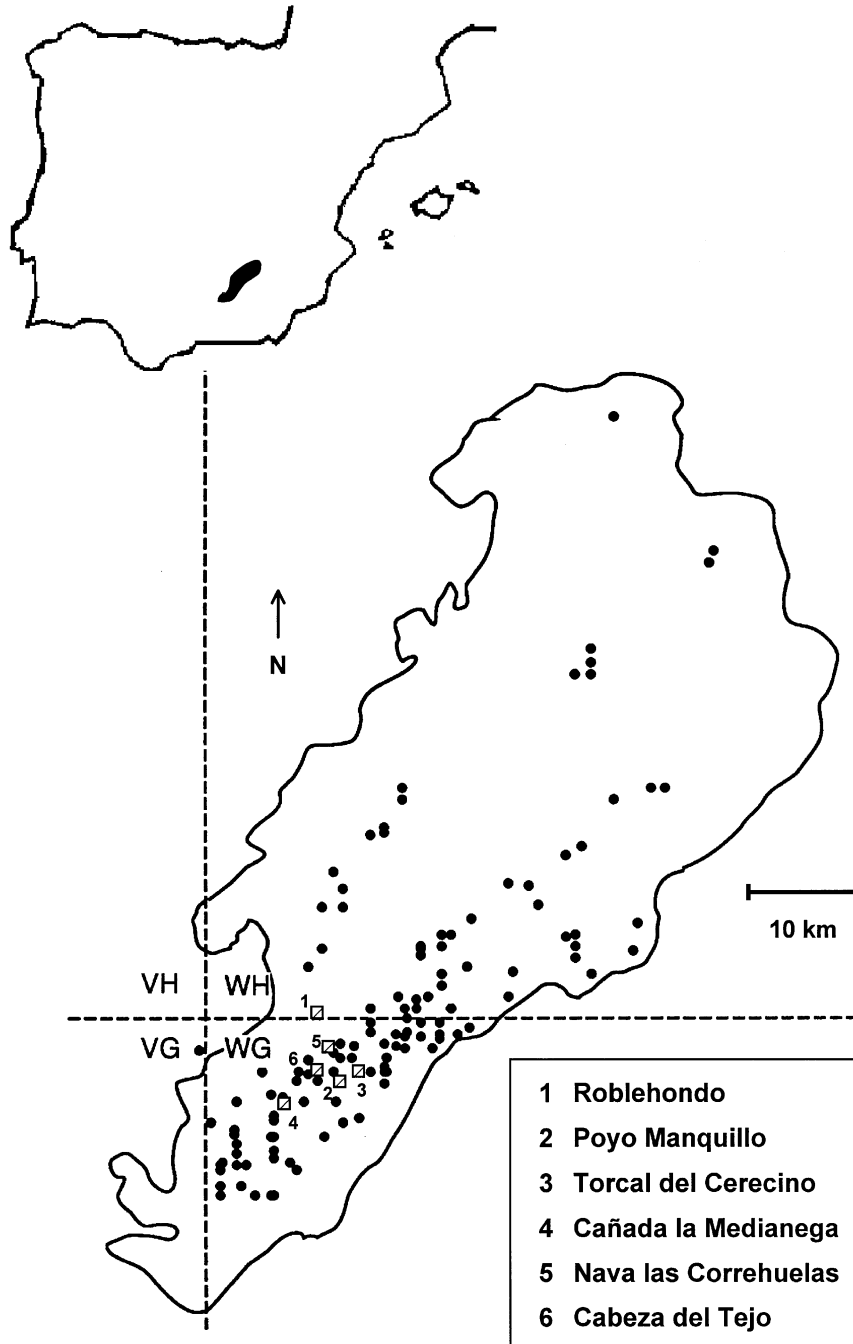 N
10 km
VH WH
1
VG WG
5
6
2 3
4
1 Roblehondo
2 Poyo Manquillo
3 Torcal del Cerecino
4 Cañada la Medianega
5 Nava las Correhuelas
6 Cabeza del Tejo